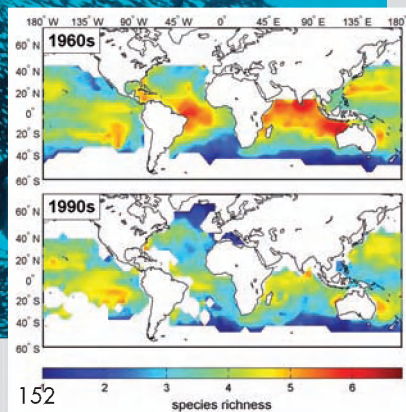 180° W 135° W 90° W 45° W 0° 45° E 90° E 135° E 180° E
1960s
60° N
40° N
20° N
0°
20° S
40° S
60° S
1990s
60° N
40° N
20° N
0°
20° S
40° S
60° S
2 3 4 5 6
species richness
152